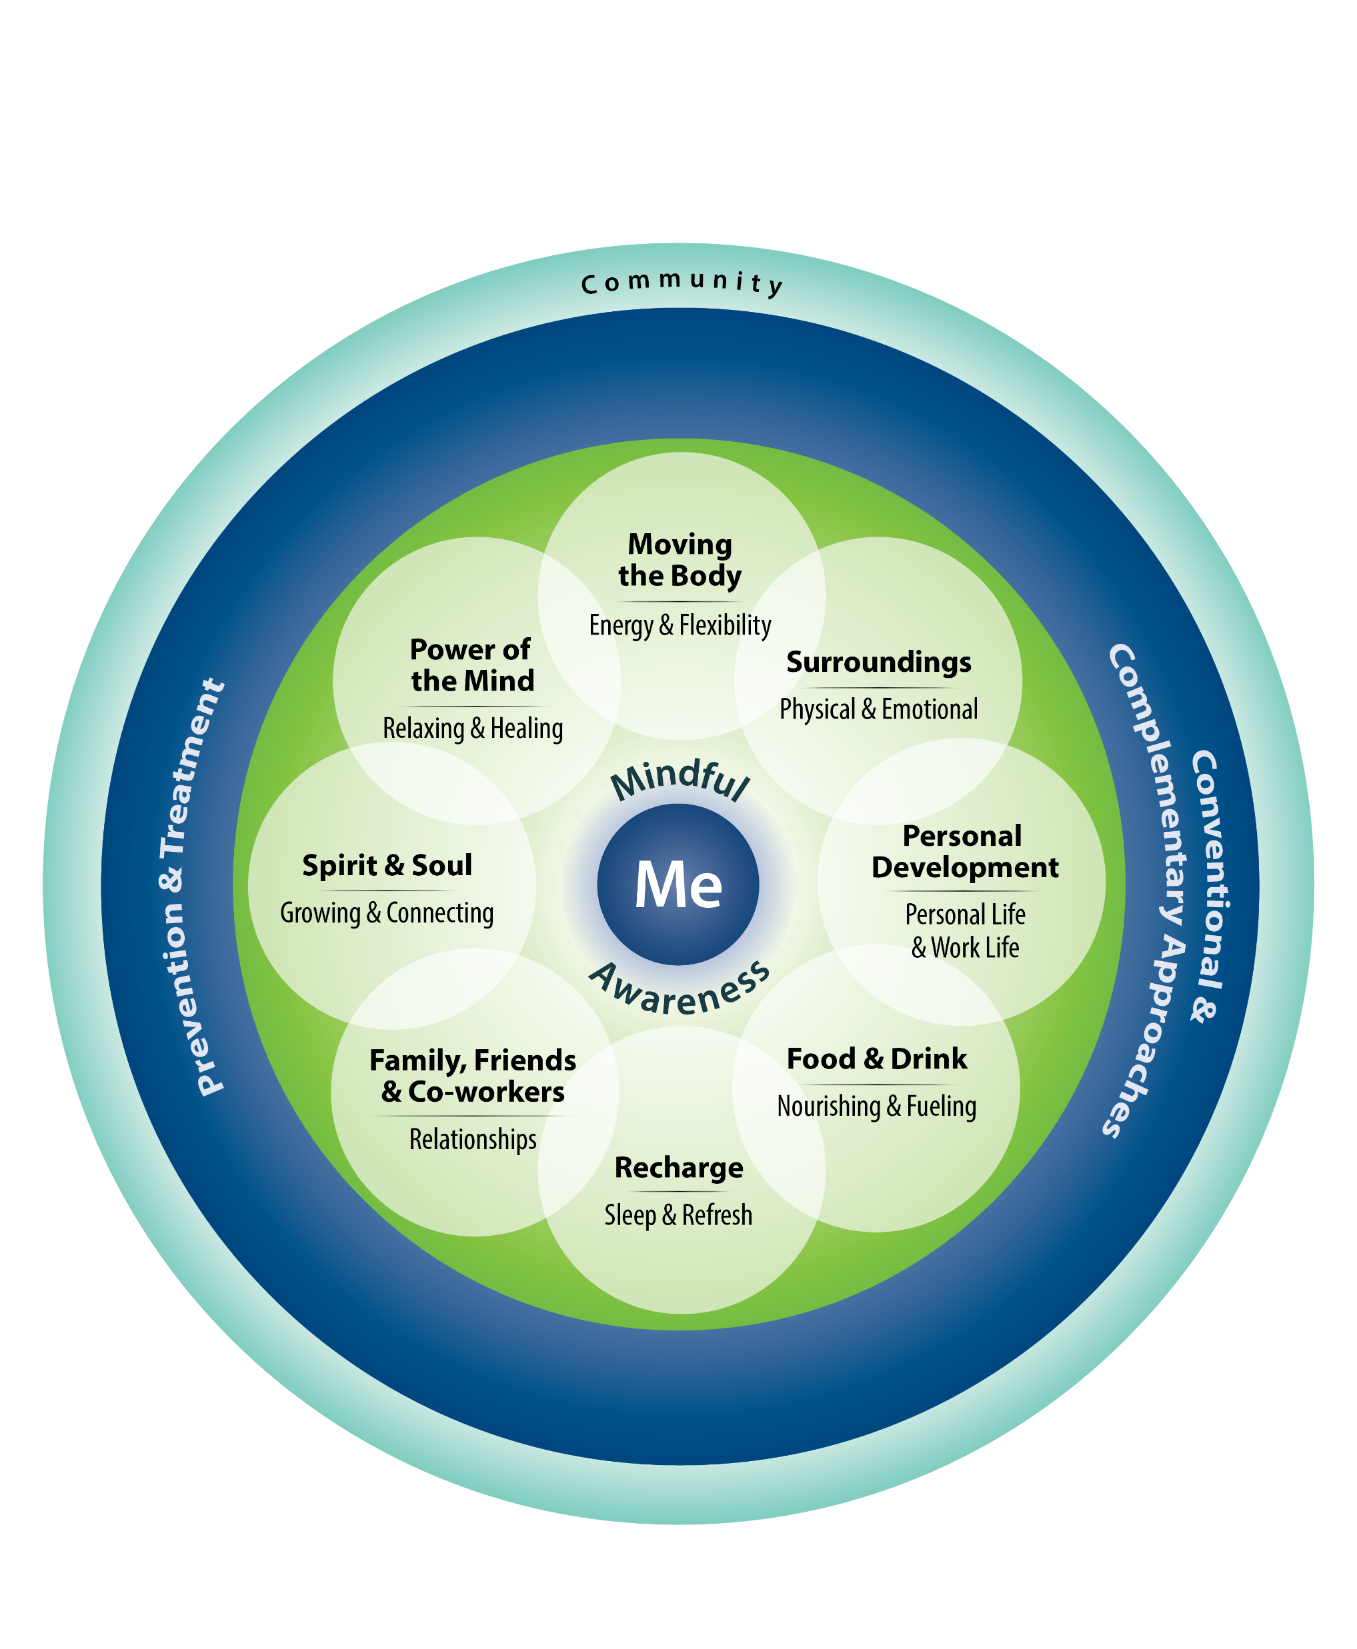 Community
Prevention & Treatment
Conventional &
Complementary Approaches
Moving
the Body
Energy & Flexibility
Surroundings
Physical & Emotional
Personal
Development
Personal Life
& Work Life
Food & Drink
Nourishing & Fueling
Recharge
Sleep & Refresh
Family, Friends
& Co-workers
Relationships
Spirit & Soul
Growing & Connecting
Power of
the Mind
Relaxing & Healing
Mindful
Me
Awareness